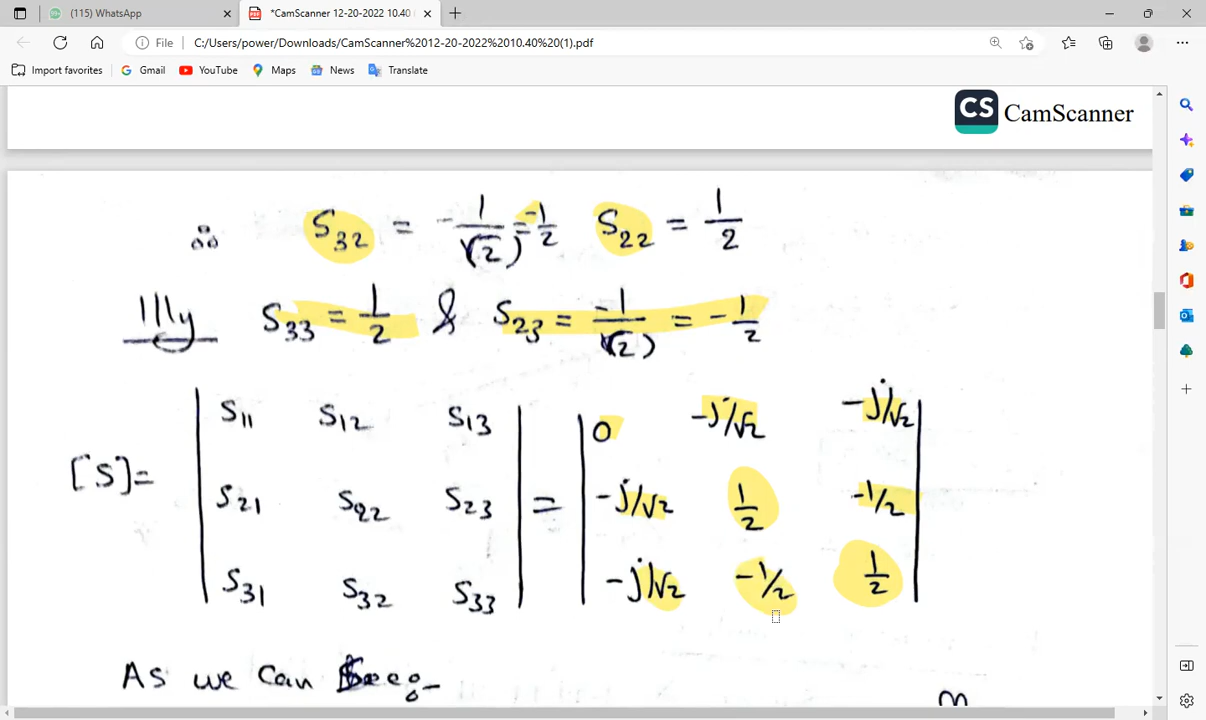 (115) WhatsApp
*CamScanner 12-20-2022 10.40
File C:/Users/power/Downloads/CamScanner%2012-20-2022%2010.40%20(1).pdf
Import favorites Gmail YouTube Maps News Translate
CS CamScanner
∴ S32 = -1/(√2) = -1/2 S22 = 1/2
Illly S33 = 1/2 & S23 = -1/(√2) = -1/2
S11 S12 S13 0 -j/√2 -j/√2
[S]= S21 S22 S23 = -j/√2 1/2 -1/2
S31 S32 S33 -j/√2 -1/2 1/2
As we Can See:-